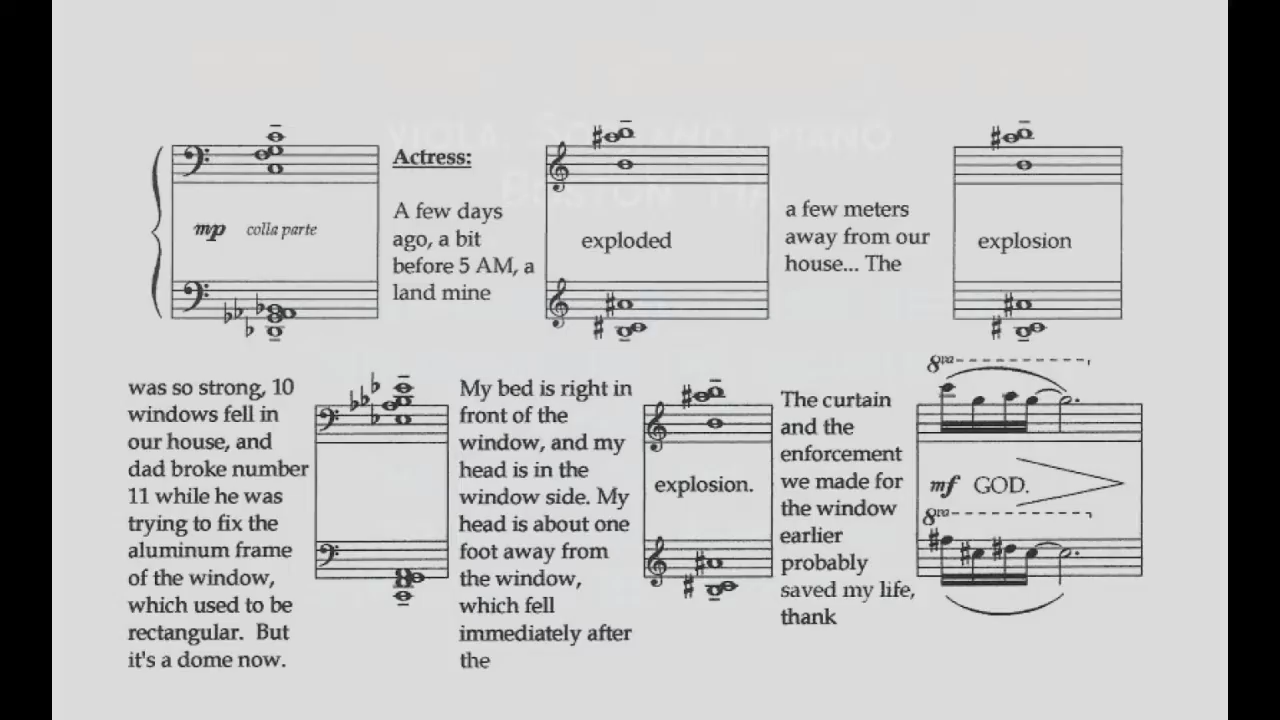 VIOLA, SOPRANO, PIANO
BOSTON, MA
mp colla parte
Actress:
A few days
ago, a bit
before 5 AM, a
land mine
exploded
a few meters
away from our
house... The
explosion
was so strong, 10
windows fell in
our house, and
dad broke number
11 while he was
trying to fix the
aluminum frame
of the window,
which used to be
rectangular. But
it's a dome now.
My bed is right in
front of the
window, and my
head is in the
window side. My
head is about one
foot away from
the window,
which fell
immediately after
the
explosion.
The curtain
and the
enforcement
we made for
the window
earlier
probably
saved my life,
thank
8va
mf GOD.
8va